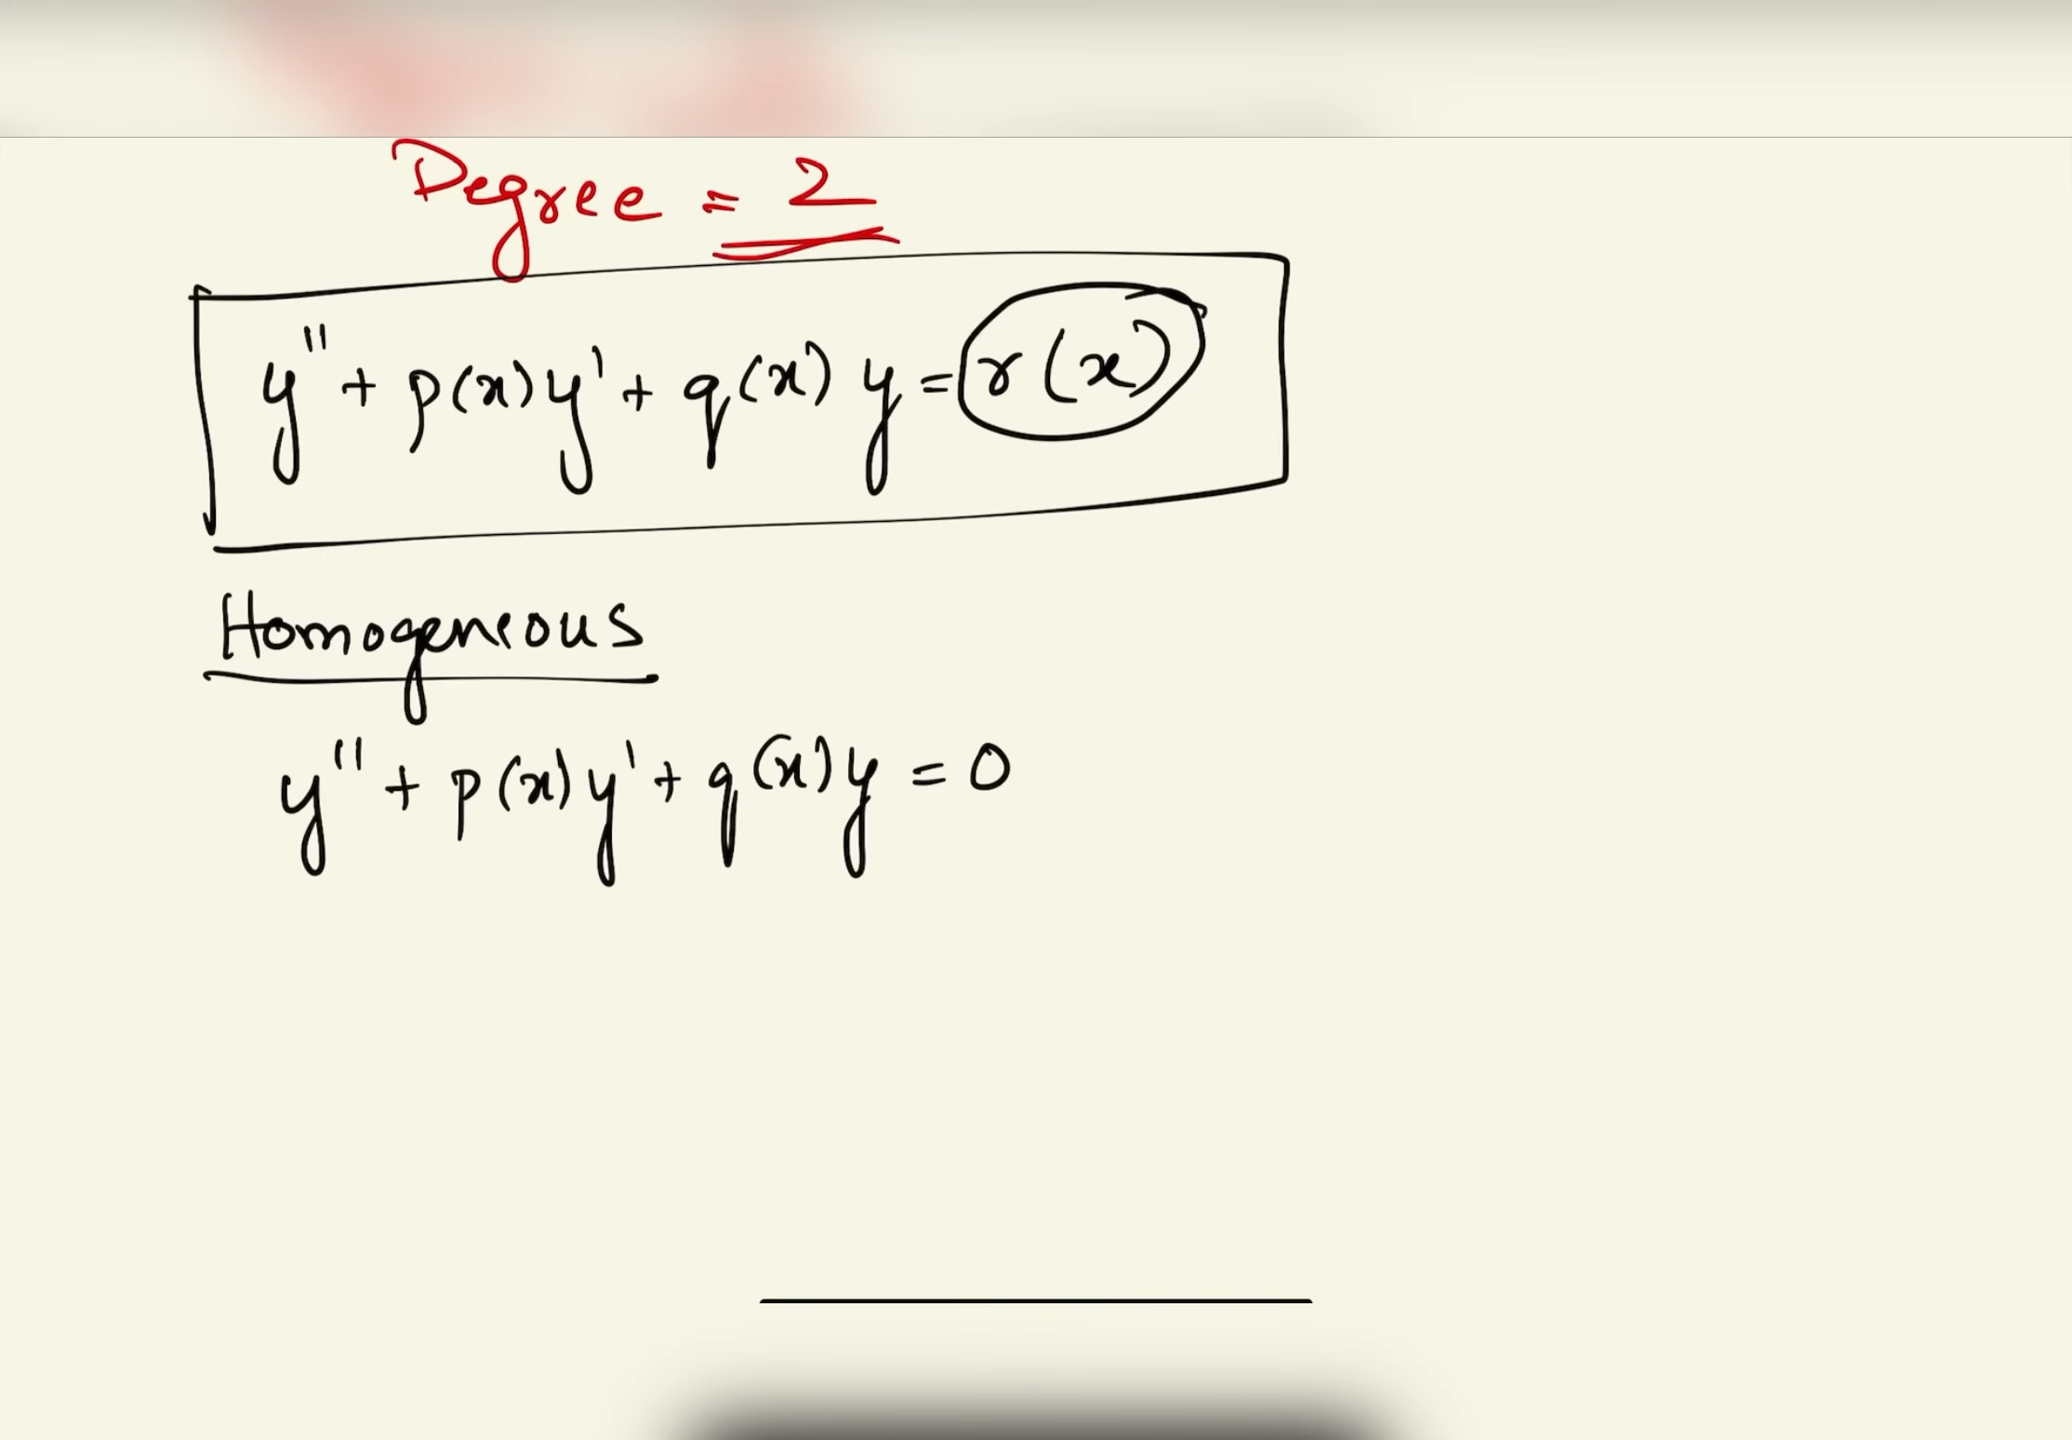 Degree = 2
y'' + p(x)y' + q(x) y = r(x)
Homogeneous
y'' + p(x)y' + q(x)y = 0